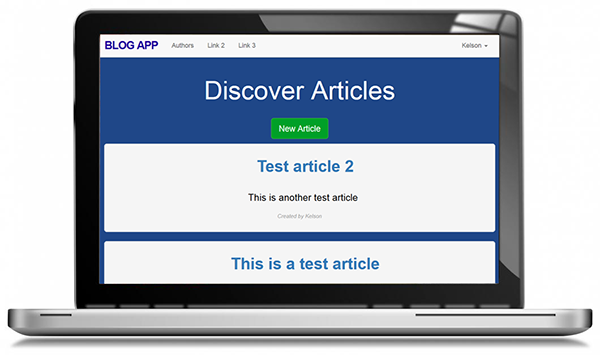 BLOG APP Authors Link 2 Link 3 Kelson
Discover Articles
New Article
Test article 2
This is another test article
Created by Kelson
This is a test article